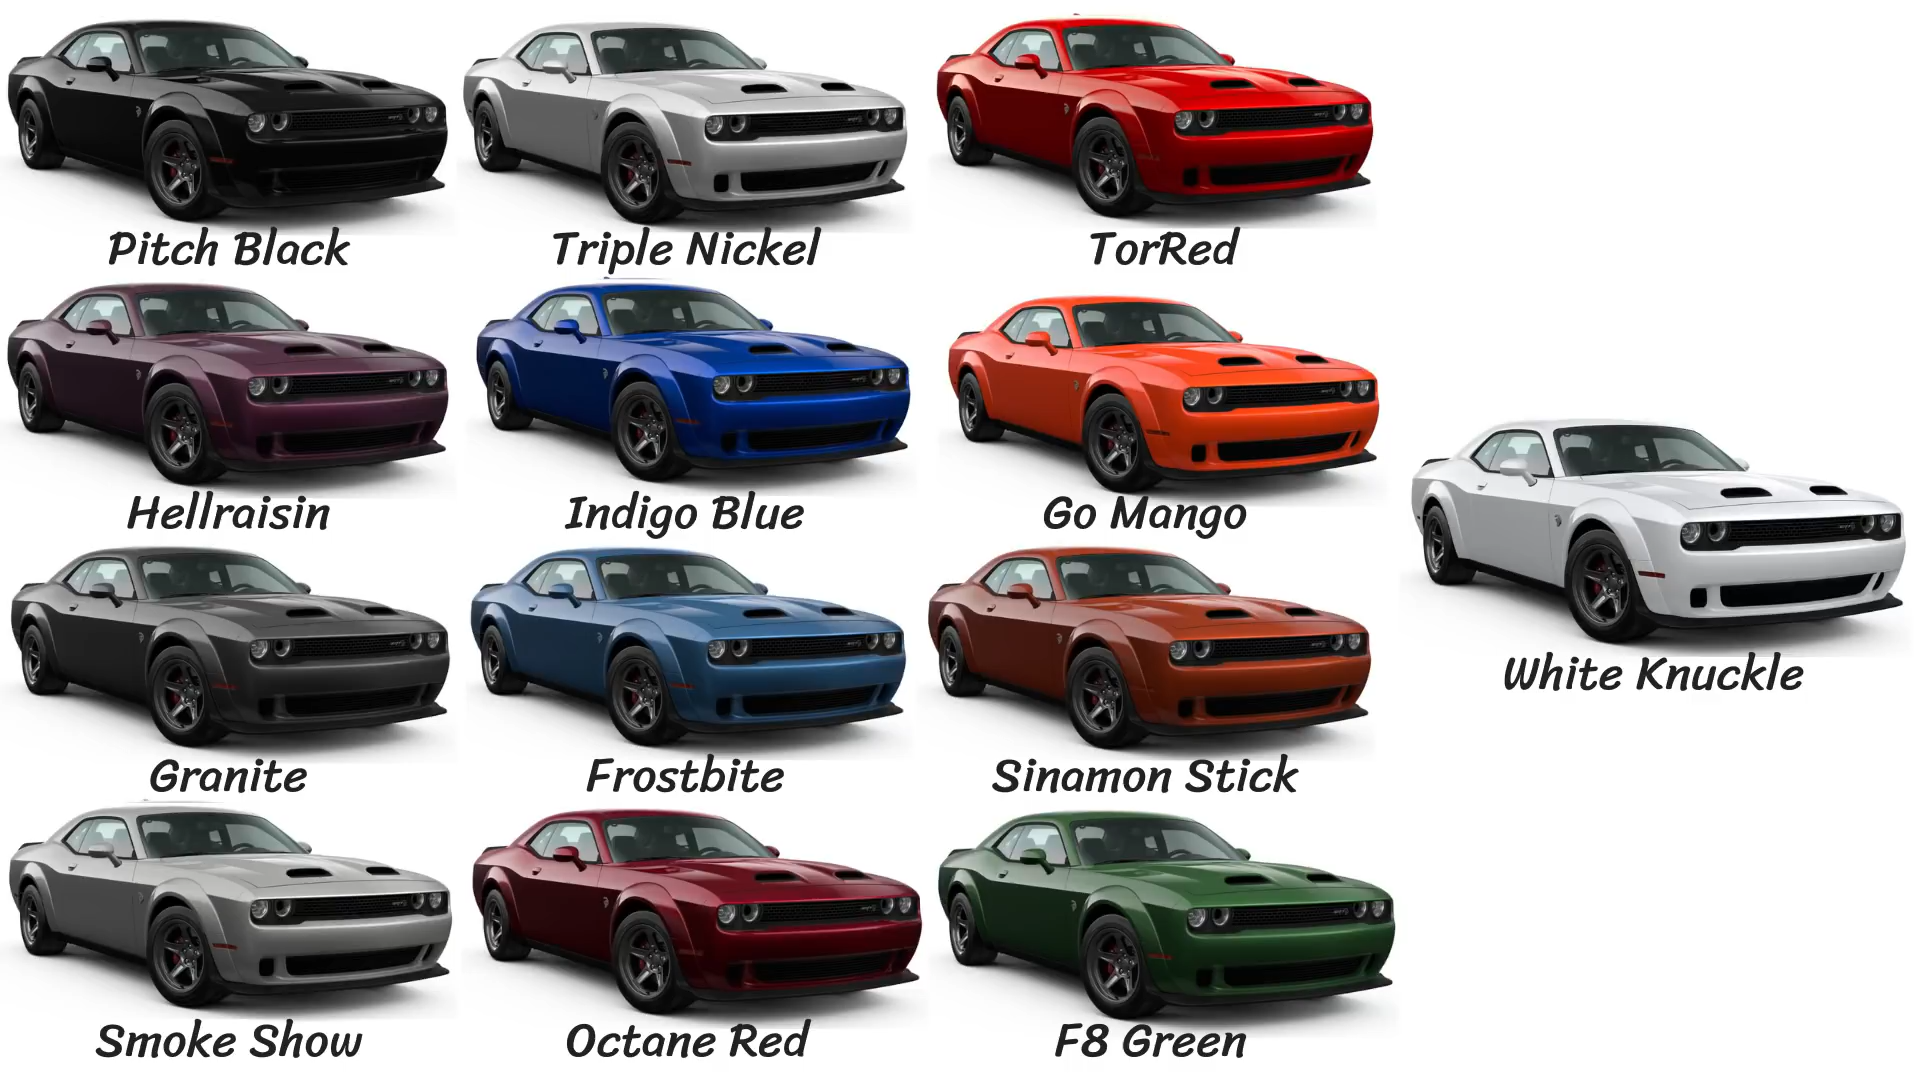 Pitch Black
Triple Nickel
TorRed
Hellraisin
Indigo Blue
Go Mango
White Knuckle
Granite
Frostbite
Sinamon Stick
Smoke Show
Octane Red
F8 Green